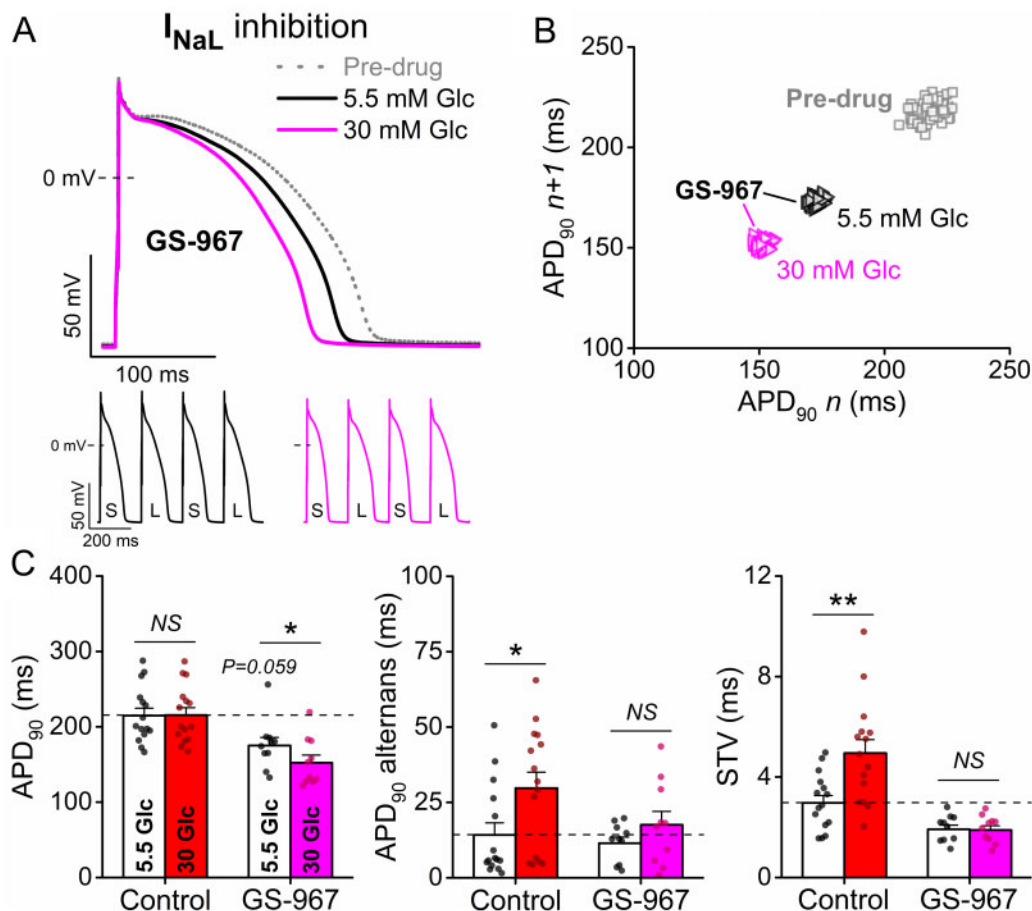 A
I_NaL inhibition
Pre-drug
5.5 mM Glc
30 mM Glc
0 mV
GS-967
50 mV
100 ms
0 mV
50 mV
200 ms
S L S L
S L S L
B
250
200
150
100
APD90 n+1 (ms)
Pre-drug
GS-967
5.5 mM Glc
30 mM Glc
100 150 200 250
APD90 n (ms)
C
400
300
200
100
0
APD90 (ms)
NS
*
P=0.059
5.5 Glc
30 Glc
5.5 Glc
30 Glc
Control GS-967
100
75
50
25
0
APD90 alternans (ms)
*
NS
Control GS-967
12
8
4
0
STV (ms)
**
NS
Control GS-967